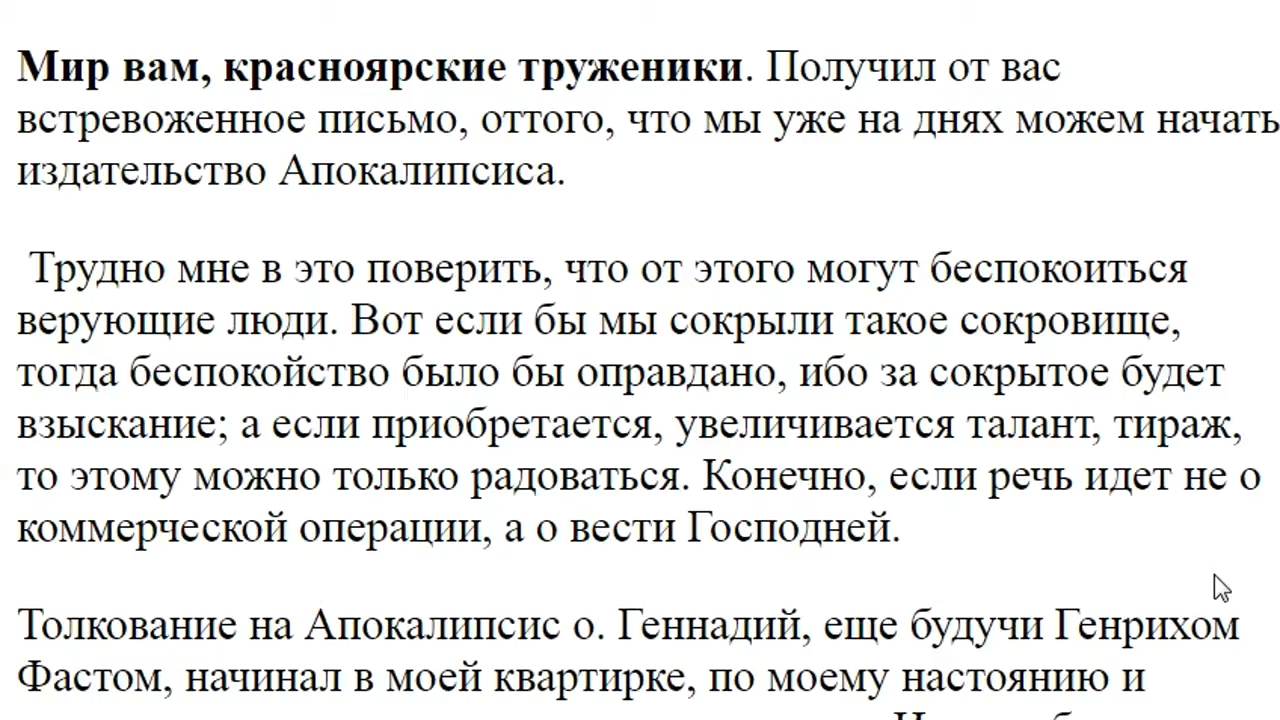 Мир вам, красноярские труженики. Получил от вас
встревоженное письмо, оттого, что мы уже на днях можем начать
издательство Апокалипсиса.
Трудно мне в это поверить, что от этого могут беспокоиться
верующие люди. Вот если бы мы сокрыли такое сокровище,
тогда беспокойство было бы оправдано, ибо за сокрытое будет
взыскание; а если приобретается, увеличивается талант, тираж,
то этому можно только радоваться. Конечно, если речь идет не о
коммерческой операции, а о вести Господней.
Толкование на Апокалипсис о. Геннадий, еще будучи Генрихом
Фастом, начинал в моей квартирке, по моему настоянию и